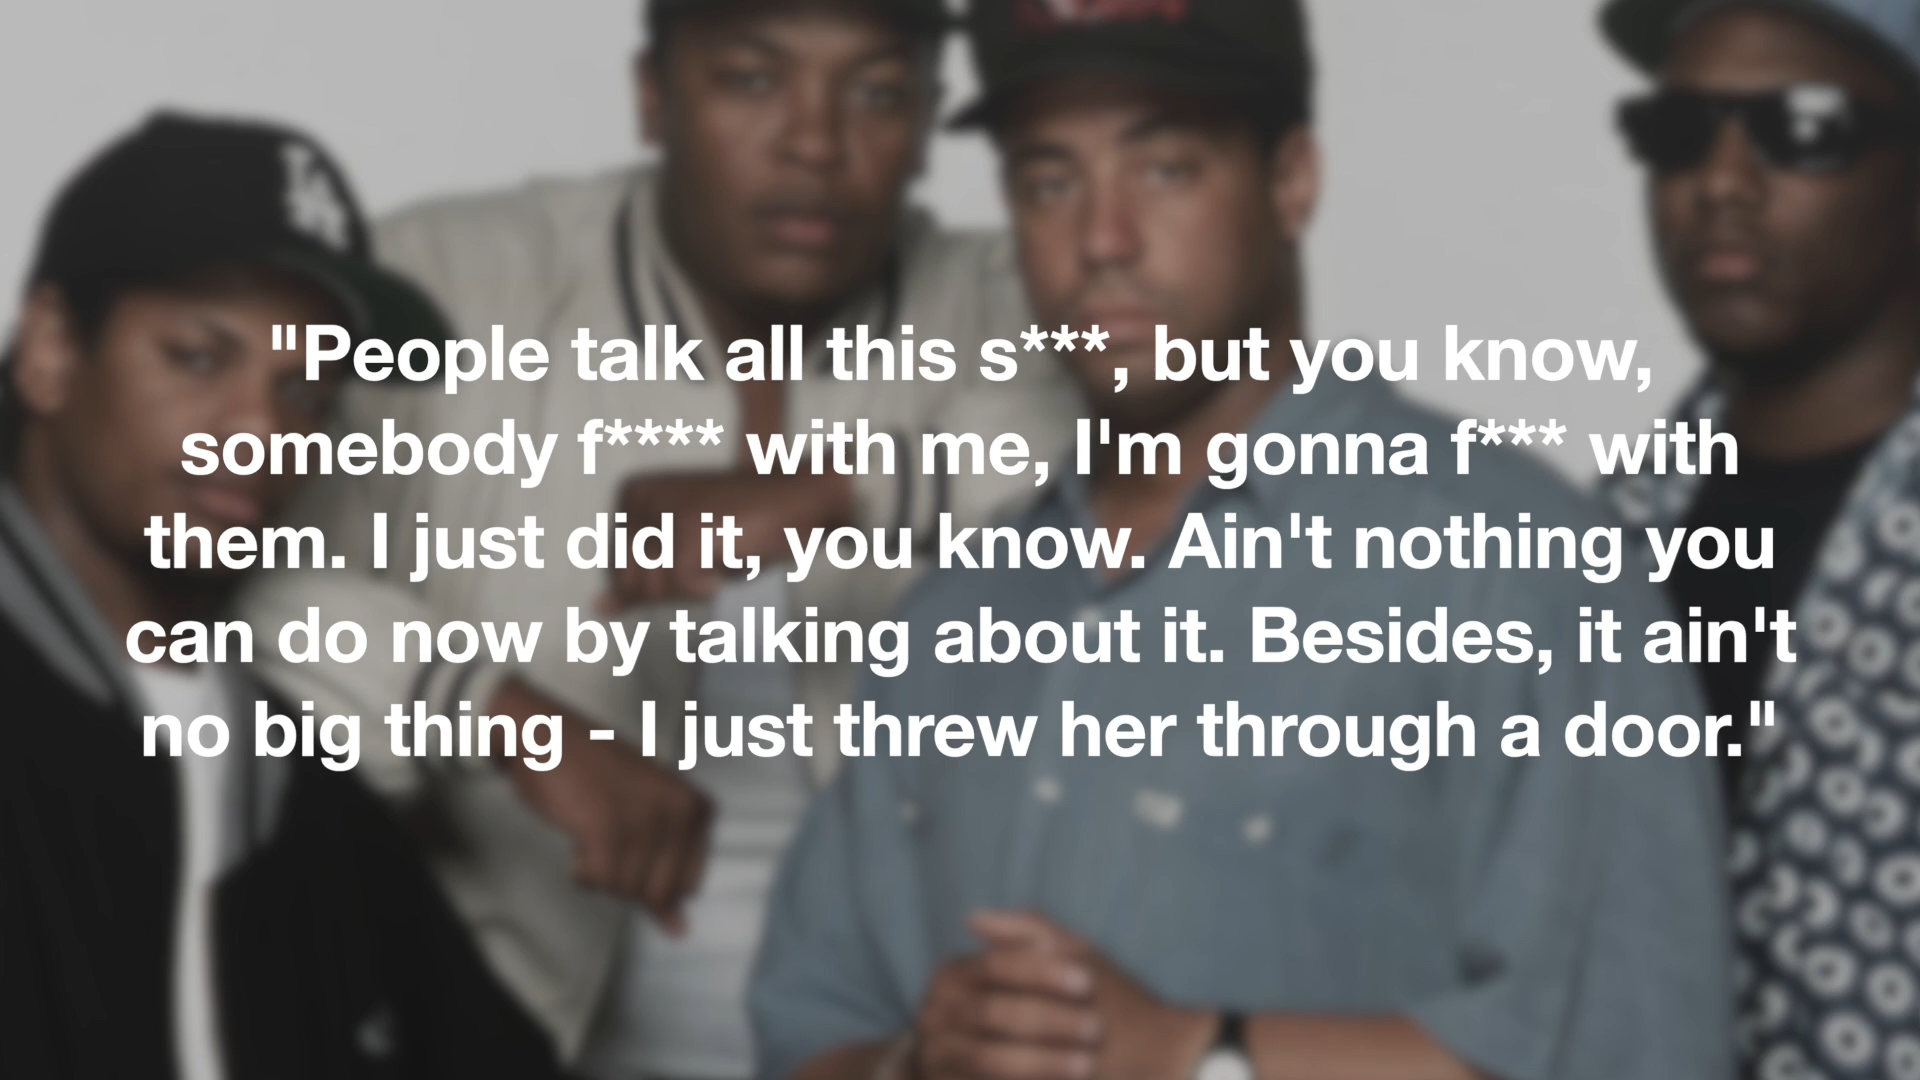 "People talk all this s***, but you know,
somebody f**** with me, I'm gonna f*** with
them. I just did it, you know. Ain't nothing you
can do now by talking about it. Besides, it ain't
no big thing - I just threw her through a door."
LA